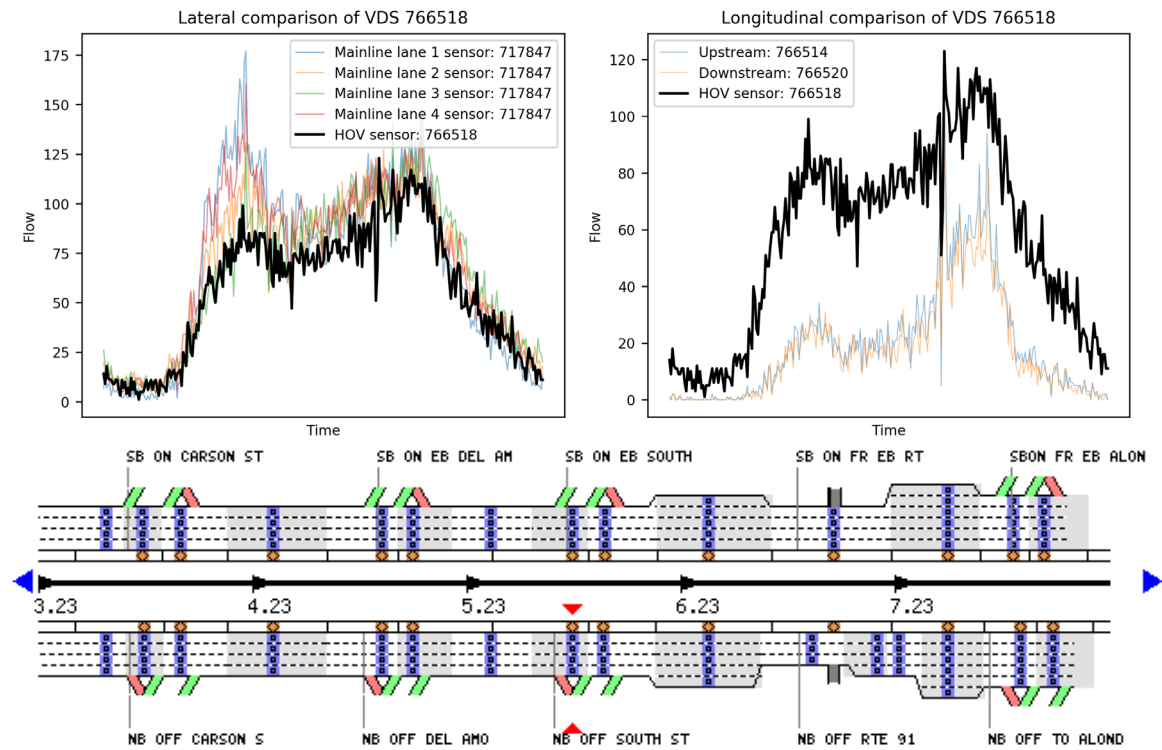 Lateral comparison of VDS 766518
175
150
125
100
75
50
25
0
Flow
Time
Mainline lane 1 sensor: 717847
Mainline lane 2 sensor: 717847
Mainline lane 3 sensor: 717847
Mainline lane 4 sensor: 717847
HOV sensor: 766518
Longitudinal comparison of VDS 766518
120
100
80
60
40
20
0
Flow
Time
Upstream: 766514
Downstream: 766520
HOV sensor: 766518
SB ON CARSON ST
SB ON EB DEL AM
SB ON EB SOUTH
SB ON FR EB RT
SBON FR EB ALON
3.23
4.23
5.23
6.23
7.23
NB OFF CARSON S
NB OFF DEL AMO
NB OFF SOUTH ST
NB OFF RTE 91
NB OFF TO ALOND